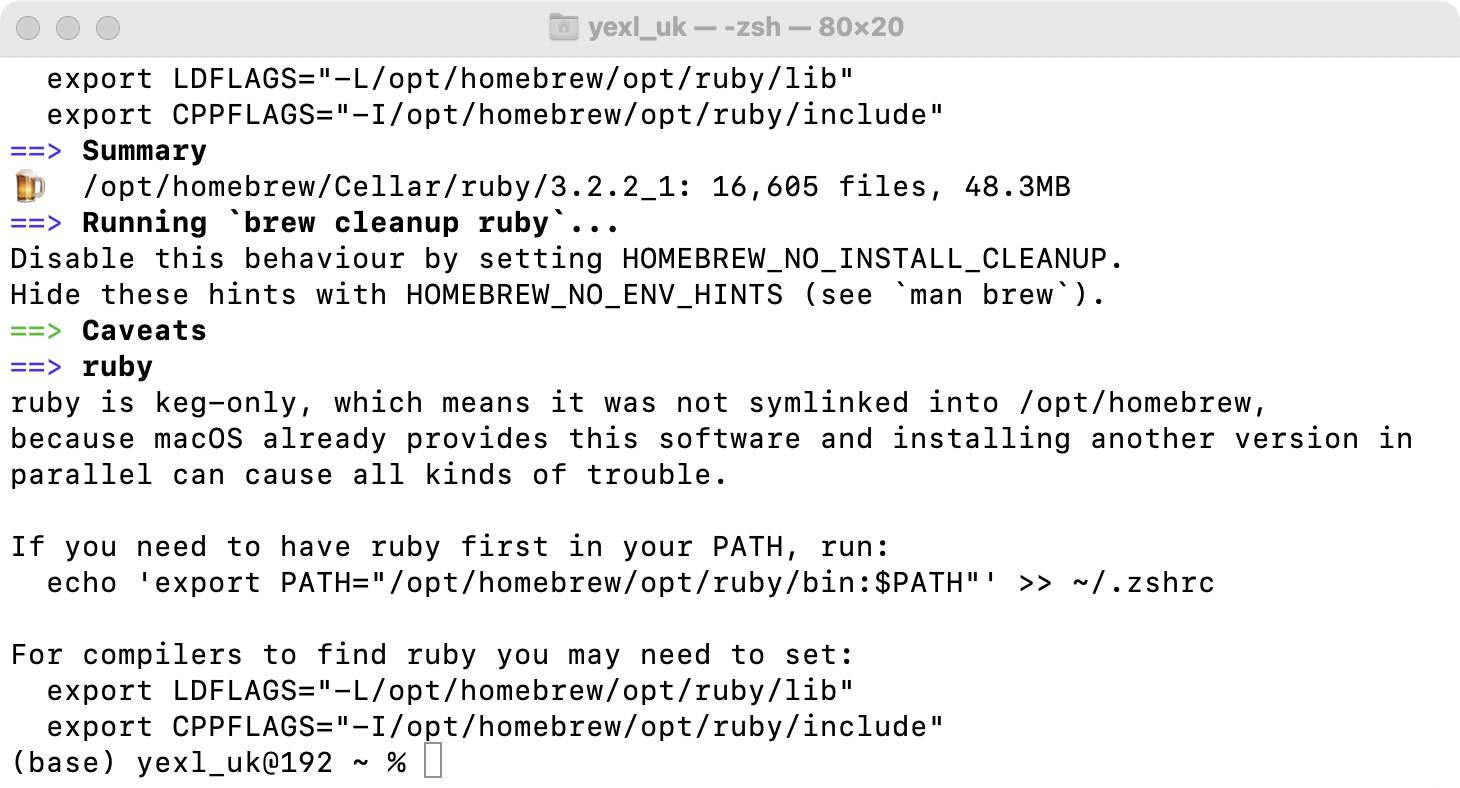 yexl_uk — -zsh — 80×20
  export LDFLAGS="-L/opt/homebrew/opt/ruby/lib"
  export CPPFLAGS="-I/opt/homebrew/opt/ruby/include"
==> Summary
🍺  /opt/homebrew/Cellar/ruby/3.2.2_1: 16,605 files, 48.3MB
==> Running `brew cleanup ruby`...
Disable this behaviour by setting HOMEBREW_NO_INSTALL_CLEANUP.
Hide these hints with HOMEBREW_NO_ENV_HINTS (see `man brew`).
==> Caveats
==> ruby
ruby is keg-only, which means it was not symlinked into /opt/homebrew,
because macOS already provides this software and installing another version in
parallel can cause all kinds of trouble.

If you need to have ruby first in your PATH, run:
  echo 'export PATH="/opt/homebrew/opt/ruby/bin:$PATH"' >> ~/.zshrc

For compilers to find ruby you may need to set:
  export LDFLAGS="-L/opt/homebrew/opt/ruby/lib"
  export CPPFLAGS="-I/opt/homebrew/opt/ruby/include"
(base) yexl_uk@192 ~ %